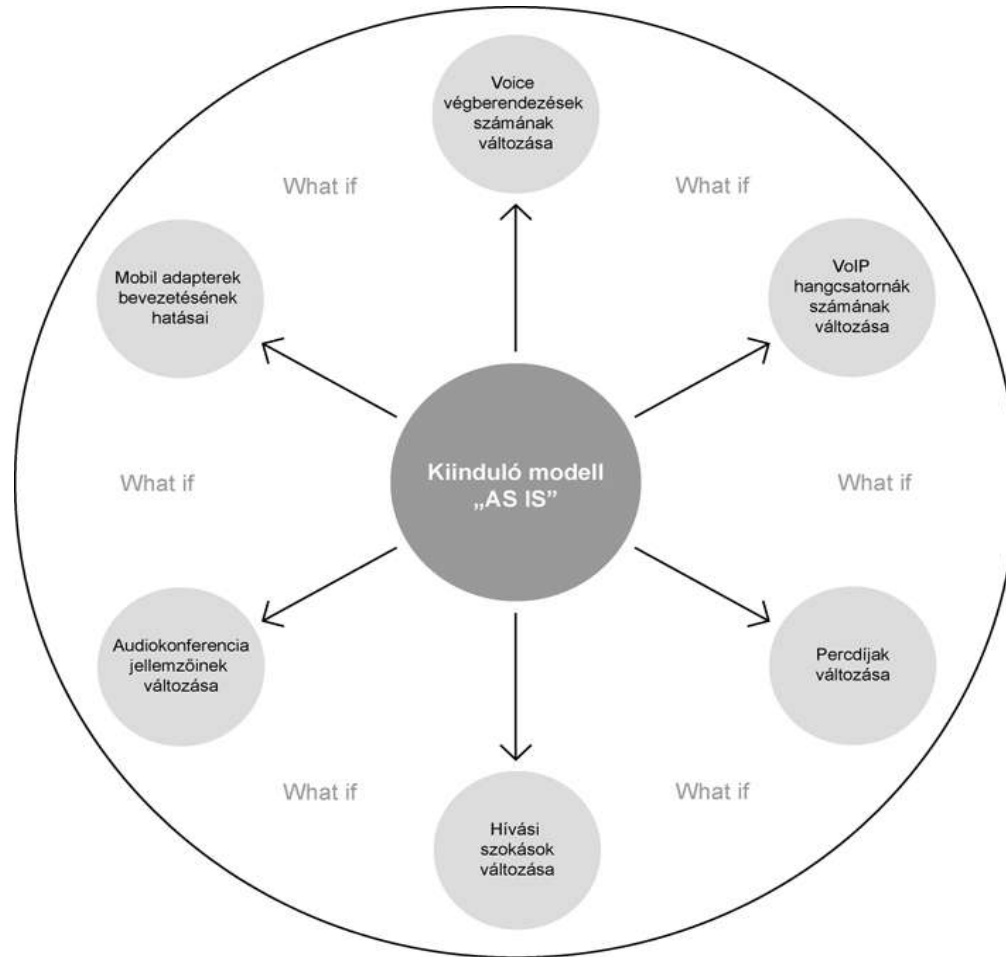 Voice
végberendezések
számának
változása
What if
What if
Mobil adapterek
bevezetésének
hatásai
VoIP
hangcsatornák
számának
változása
Kiinduló modell
„AS IS”
What if
What if
Audiokonferencia
jellemzőinek
változása
Percdíjak
változása
What if
What if
Hívási
szokások
változása